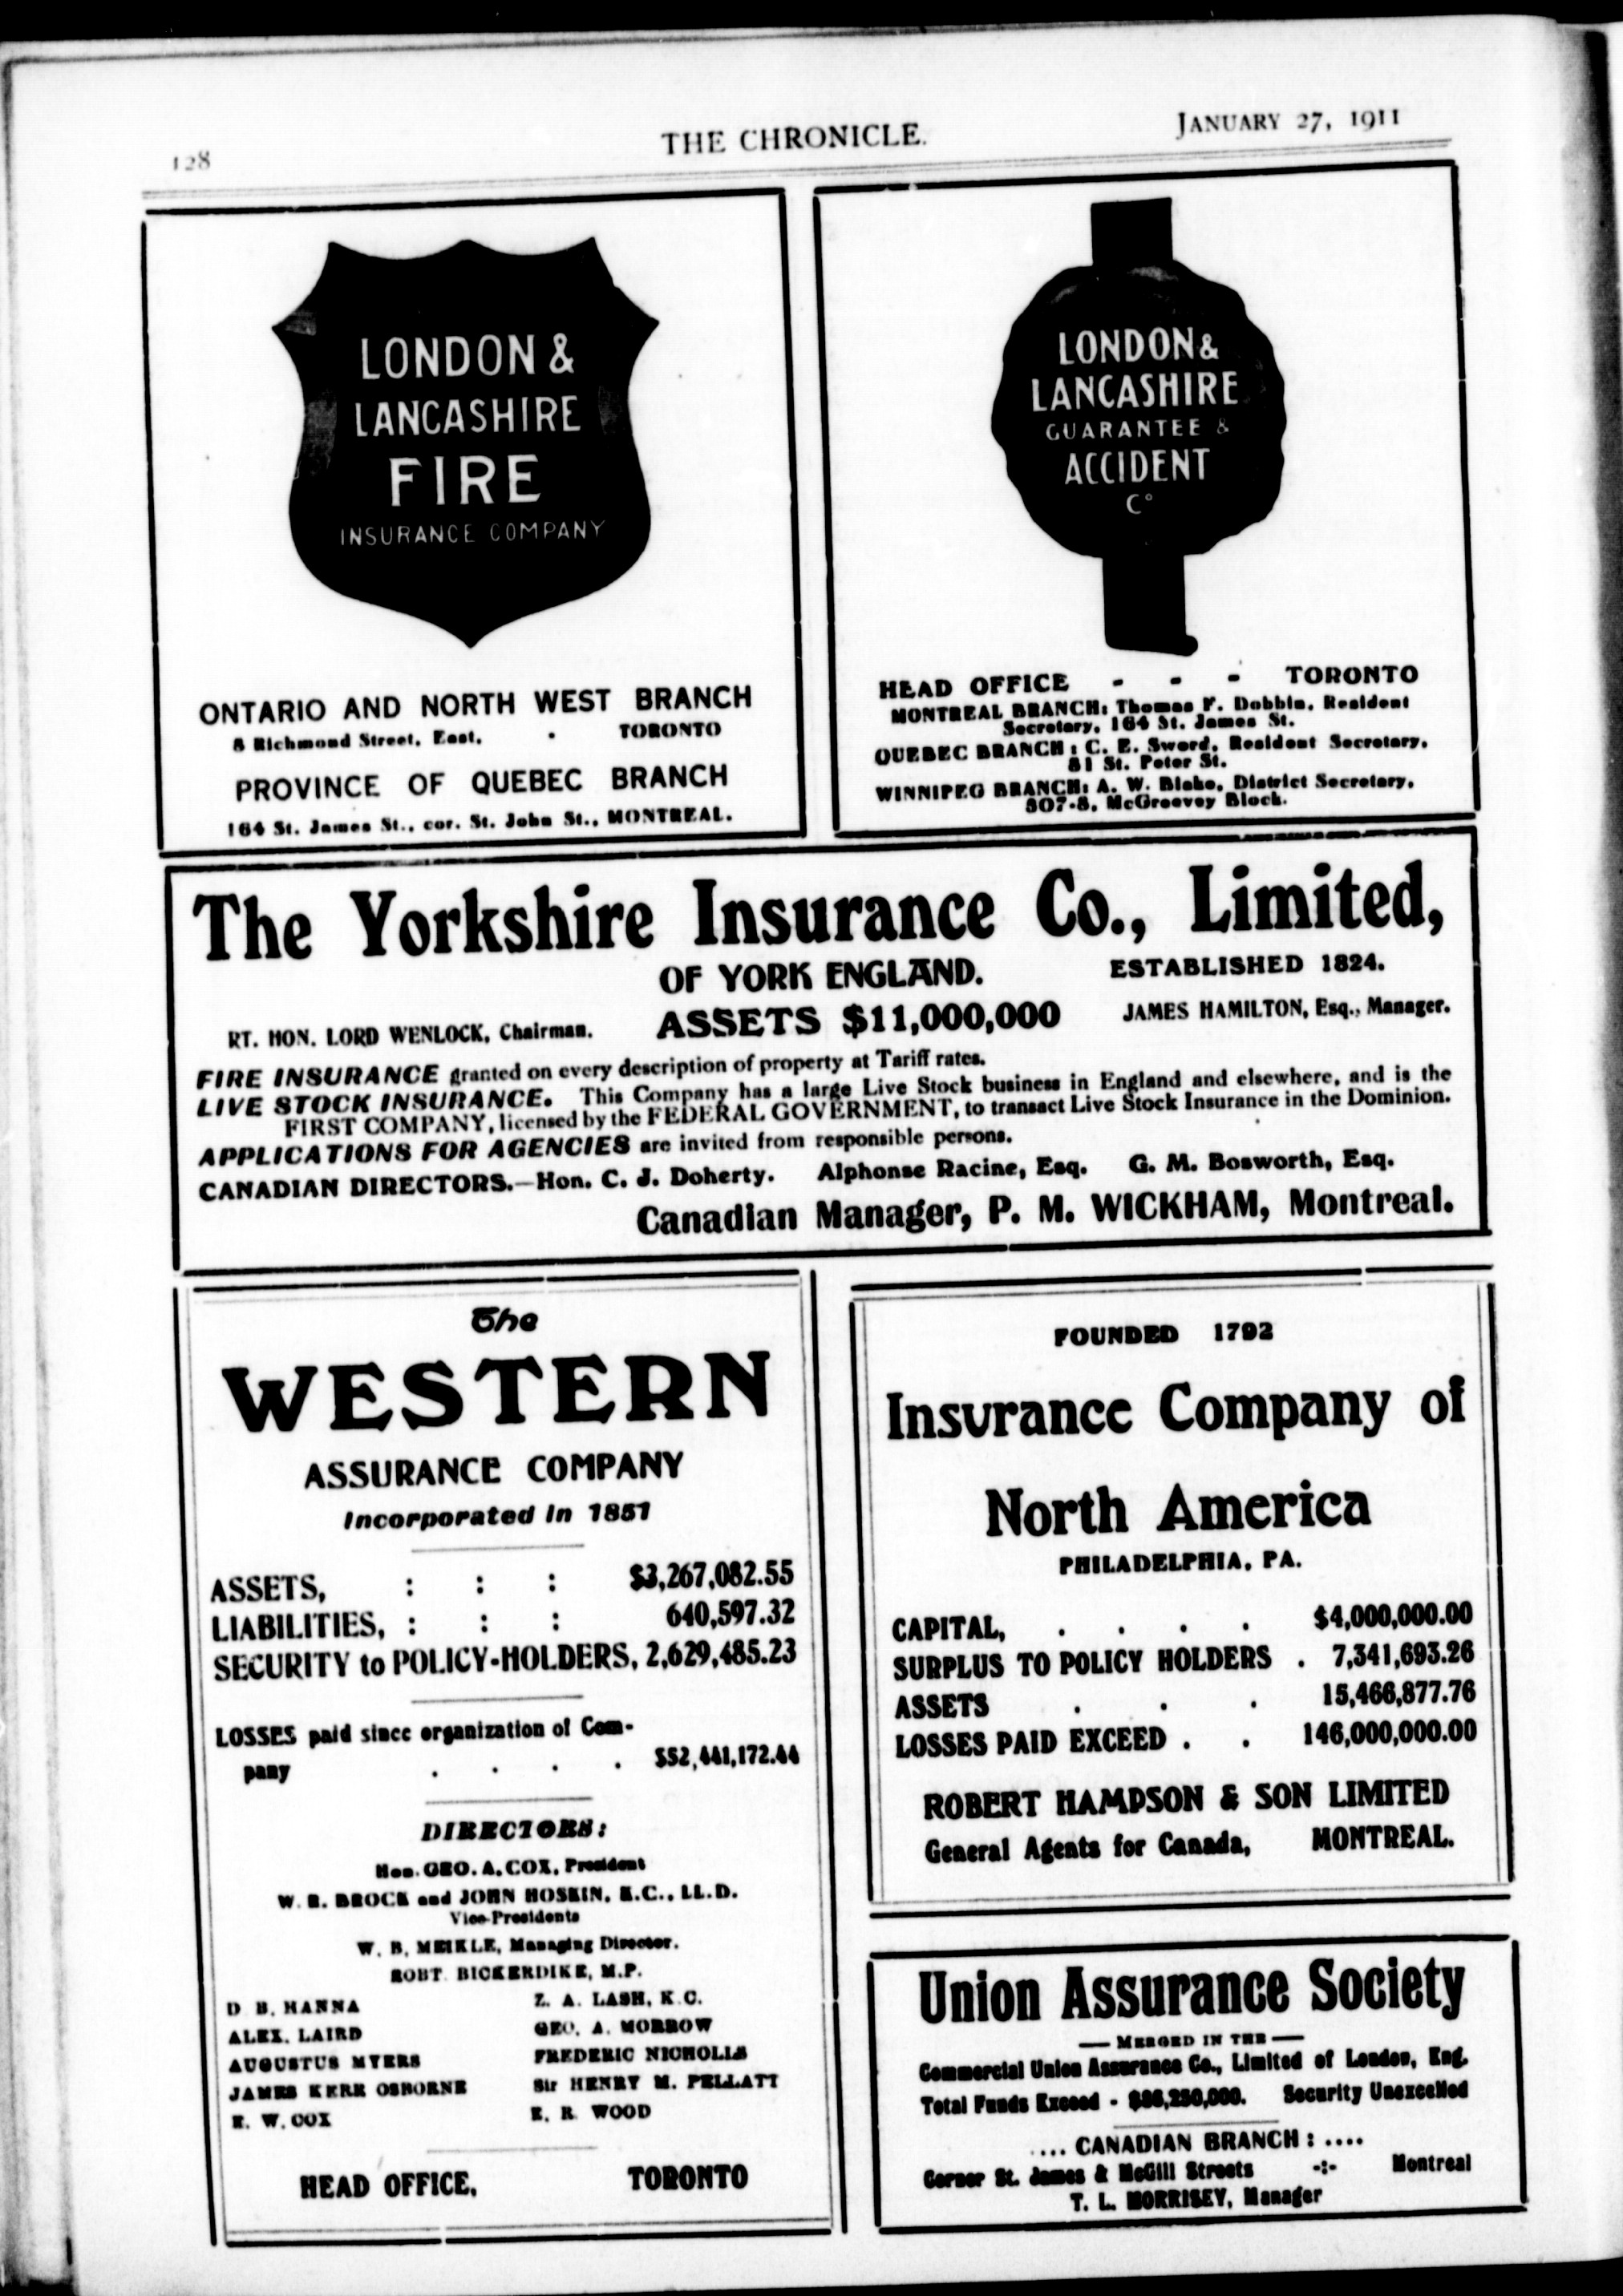 128
THE CHRONICLE.
JANUARY 27, 1911
LONDON &
LANCASHIRE
FIRE
INSURANCE COMPANY
ONTARIO AND NORTH WEST BRANCH
8 Richmond Street, East, - TORONTO
PROVINCE OF QUEBEC BRANCH
164 St. James St., cor. St. John St., MONTREAL.
LONDON &
LANCASHIRE
GUARANTEE &
ACCIDENT
Co
HEAD OFFICE - - - TORONTO
MONTREAL BRANCH: Thomas F. Dobbin, Resident
Secretary, 164 St. James St.
QUEBEC BRANCH: C. E. Sword, Resident Secretary,
81 St. Peter St.
WINNIPEG BRANCH: A. W. Blake, District Secretary,
507-8, McGreevey Block.
The Yorkshire Insurance Co., Limited,
OF YORK ENGLAND. ESTABLISHED 1824.
RT. HON. LORD WENLOCK, Chairman. ASSETS $11,000,000 JAMES HAMILTON, Esq., Manager.
FIRE INSURANCE granted on every description of property at Tariff rates.
LIVE STOCK INSURANCE. This Company has a large Live Stock business in England and elsewhere, and is the
FIRST COMPANY, licensed by the FEDERAL GOVERNMENT, to transact Live Stock Insurance in the Dominion.
APPLICATIONS FOR AGENCIES are invited from responsible persons.
CANADIAN DIRECTORS.—Hon. C. J. Doherty. Alphonse Racine, Esq. G. M. Bosworth, Esq.
Canadian Manager, P. M. WICKHAM, Montreal.
The
WESTERN
ASSURANCE COMPANY
Incorporated in 1851
ASSETS, : : : $3,267,082.55
LIABILITIES, : : : 640,597.32
SECURITY to POLICY-HOLDERS, 2,629,485.23
LOSSES paid since organization of Com-
pany . . . . $52,441,172.44
DIRECTORS:
Hon. GEO. A. COX, President
W. R. BROCK and JOHN HOSKIN, K.C., LL.D.
Vice-Presidents
W. B. MEIKLE, Managing Director.
ROBT. BICKERDIKE, M.P.
D. B. HANNA Z. A. LASH, K.C.
ALEX. LAIRD GEO. A. MORROW
AUGUSTUS MYERS FREDERIC NICHOLLS
JAMES KERR OSBORNE Sir HENRY M. PELLATT
E. W. COX E. R. WOOD
HEAD OFFICE, TORONTO
FOUNDED 1792
Insurance Company of
North America
PHILADELPHIA, PA.
CAPITAL, . . . . $4,000,000.00
SURPLUS TO POLICY HOLDERS . 7,341,693.26
ASSETS . . . 15,466,877.76
LOSSES PAID EXCEED . . 146,000,000.00
ROBERT HAMPSON & SON LIMITED
General Agents for Canada, MONTREAL.
Union Assurance Society
— MERGED IN THE —
Commercial Union Assurance Co., Limited of London, Eng.
Total Funds Exceed - $86,250,000. Security Unexcelled
.... CANADIAN BRANCH: ....
Corner St. James & McGill Streets -:- Montreal
T. L. MORRISEY, Manager